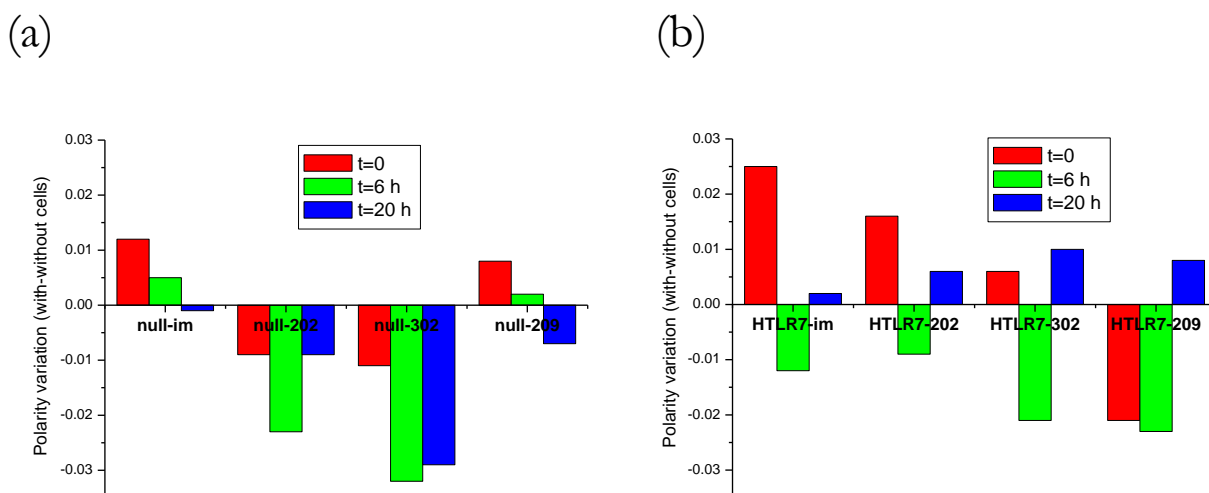 (a)
Polarity variation (with-without cells)
0.03
0.02
0.01
0.00
-0.01
-0.02
-0.03
t=0
t=6 h
t=20 h
null-im
null-202
null-302
null-209
(b)
Polarity variation (with-without cells)
0.03
0.02
0.01
0.00
-0.01
-0.02
-0.03
t=0
t=6 h
t=20 h
HTLR7-im
HTLR7-202
HTLR7-302
HTLR7-209